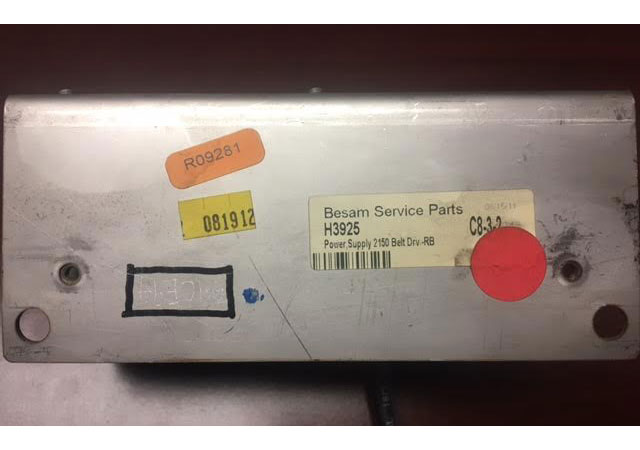 R09281
081912
Besam Service Parts
H3925
C8-3-2
Power,Supply 2150 Belt Drv.-RB